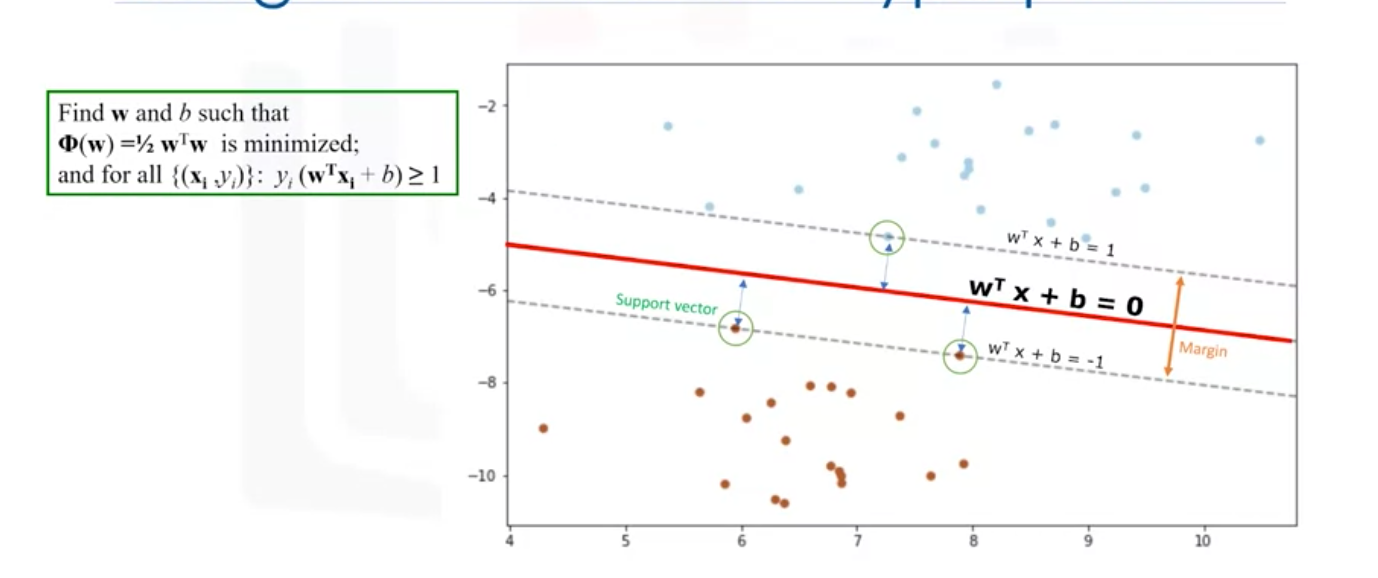 Find w and b such that
Φ(w) =½ wᵀw is minimized;
and for all {(xᵢ ,yᵢ)}: yᵢ (wᵀxᵢ + b) ≥ 1
−2
−4
−6
−8
−10
4 5 6 7 8 9 10
wᵀ x + b = 1
wᵀ x + b = 0
Support vector
wᵀ x + b = -1
Margin